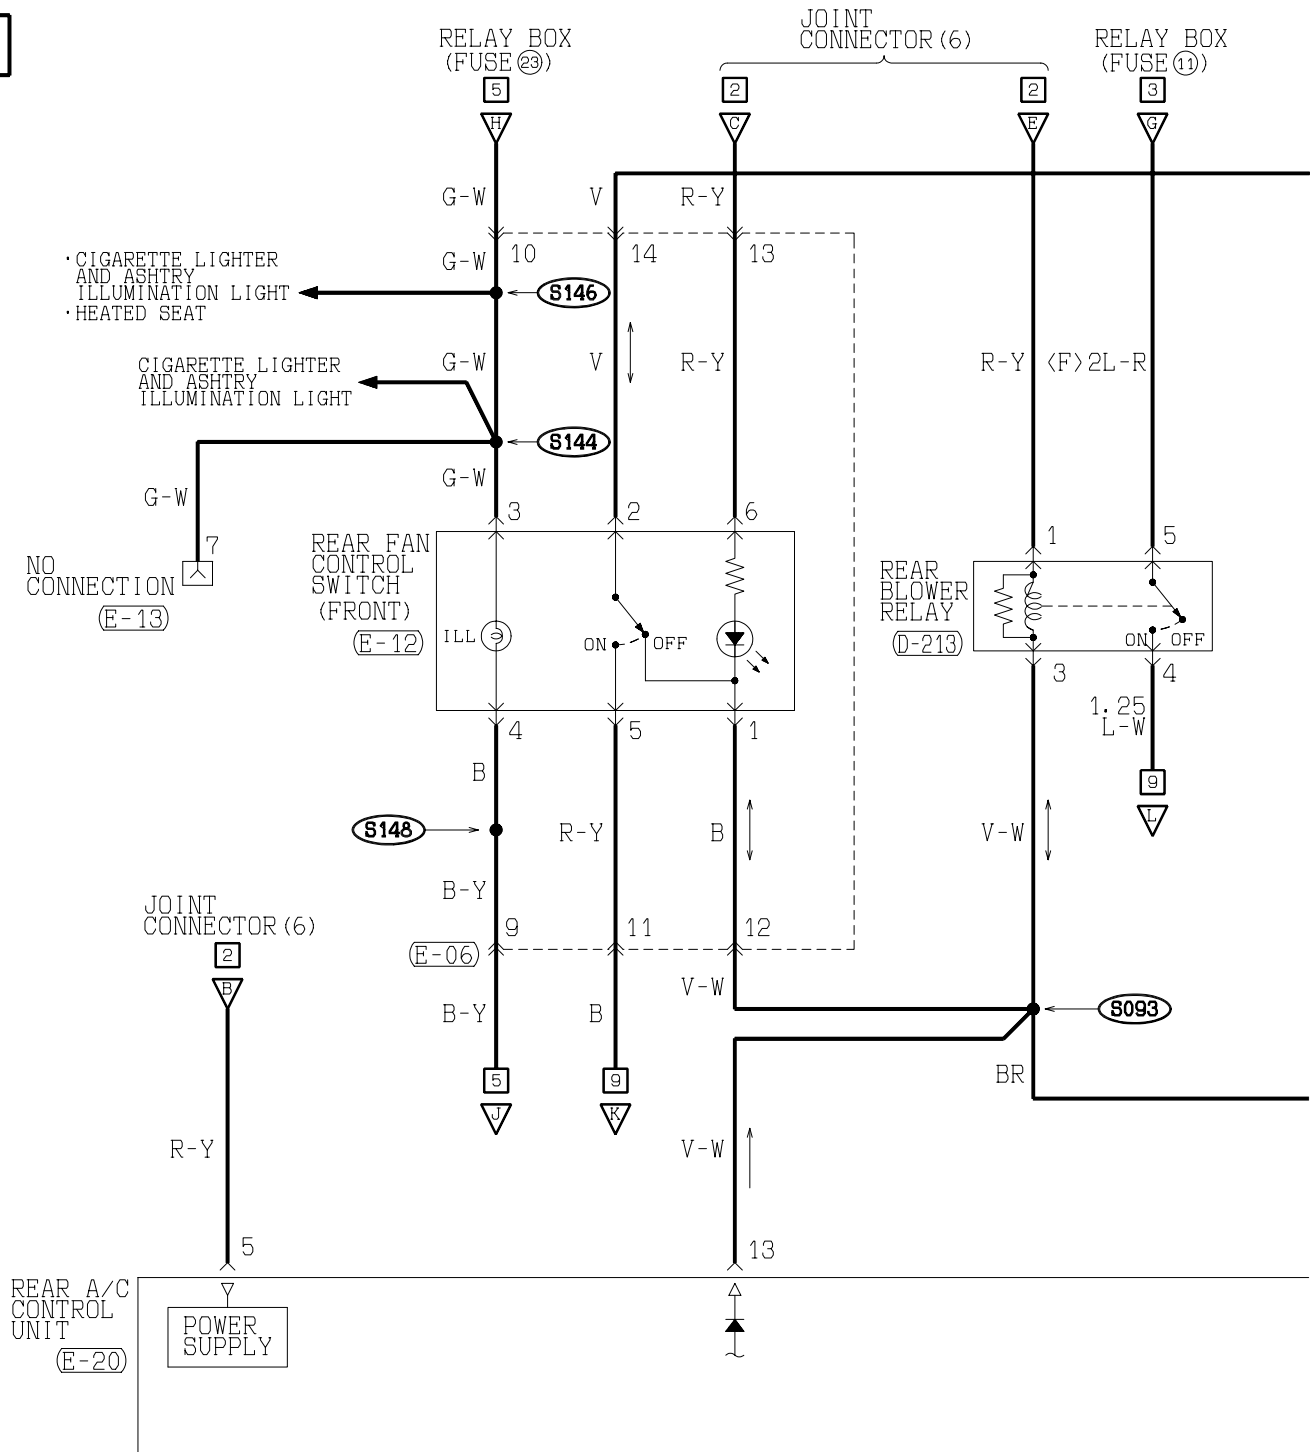 RELAY BOX
(FUSE 23)
JOINT
CONNECTOR(6)
RELAY BOX
(FUSE 11)
5
2
2
3
H
C
E
G
G-W
V
R-Y
10
14
13
G-W
·CIGARETTE LIGHTER
AND ASHTRY
ILLUMINATION LIGHT
·HEATED SEAT
S146
CIGARETTE LIGHTER
AND ASHTRY
ILLUMINATION LIGHT
G-W
V
R-Y
R-Y
<F>2L-R
S144
G-W
G-W
3
2
6
1
5
7
NO
CONNECTION
(E-13)
REAR FAN
CONTROL
SWITCH
(FRONT)
(E-12)
ILL
ON
OFF
REAR
BLOWER
RELAY
(D-213)
ON
OFF
4
5
1
3
4
1.25
L-W
B
9
L
S148
R-Y
B
V-W
B-Y
9
11
12
(E-06)
JOINT
CONNECTOR(6)
2
B
V-W
B-Y
B
S093
5
9
BR
J
K
R-Y
V-W
5
13
REAR A/C
CONTROL
UNIT
(E-20)
POWER
SUPPLY